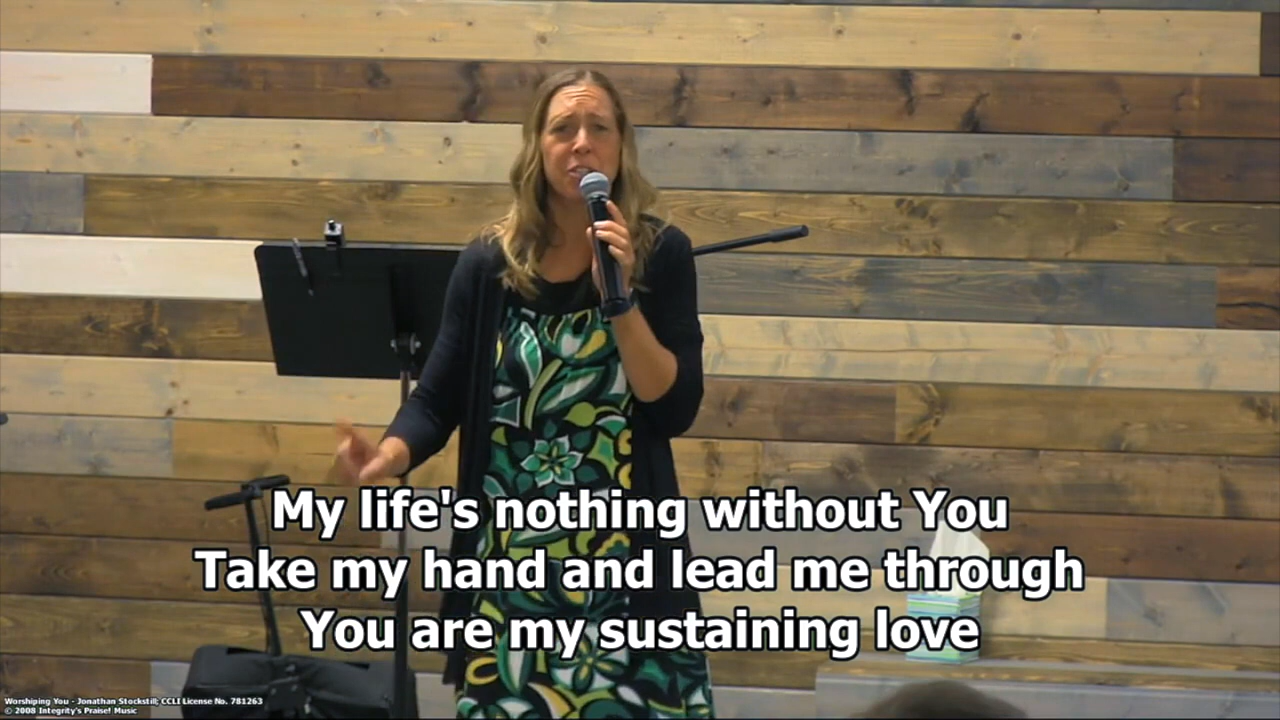 My life's nothing without You
Take my hand and lead me through
You are my sustaining love
Worshiping You - Jonathan Stockstill; CCLI License No. 781263
© 2008 Integrity's Praise! Music